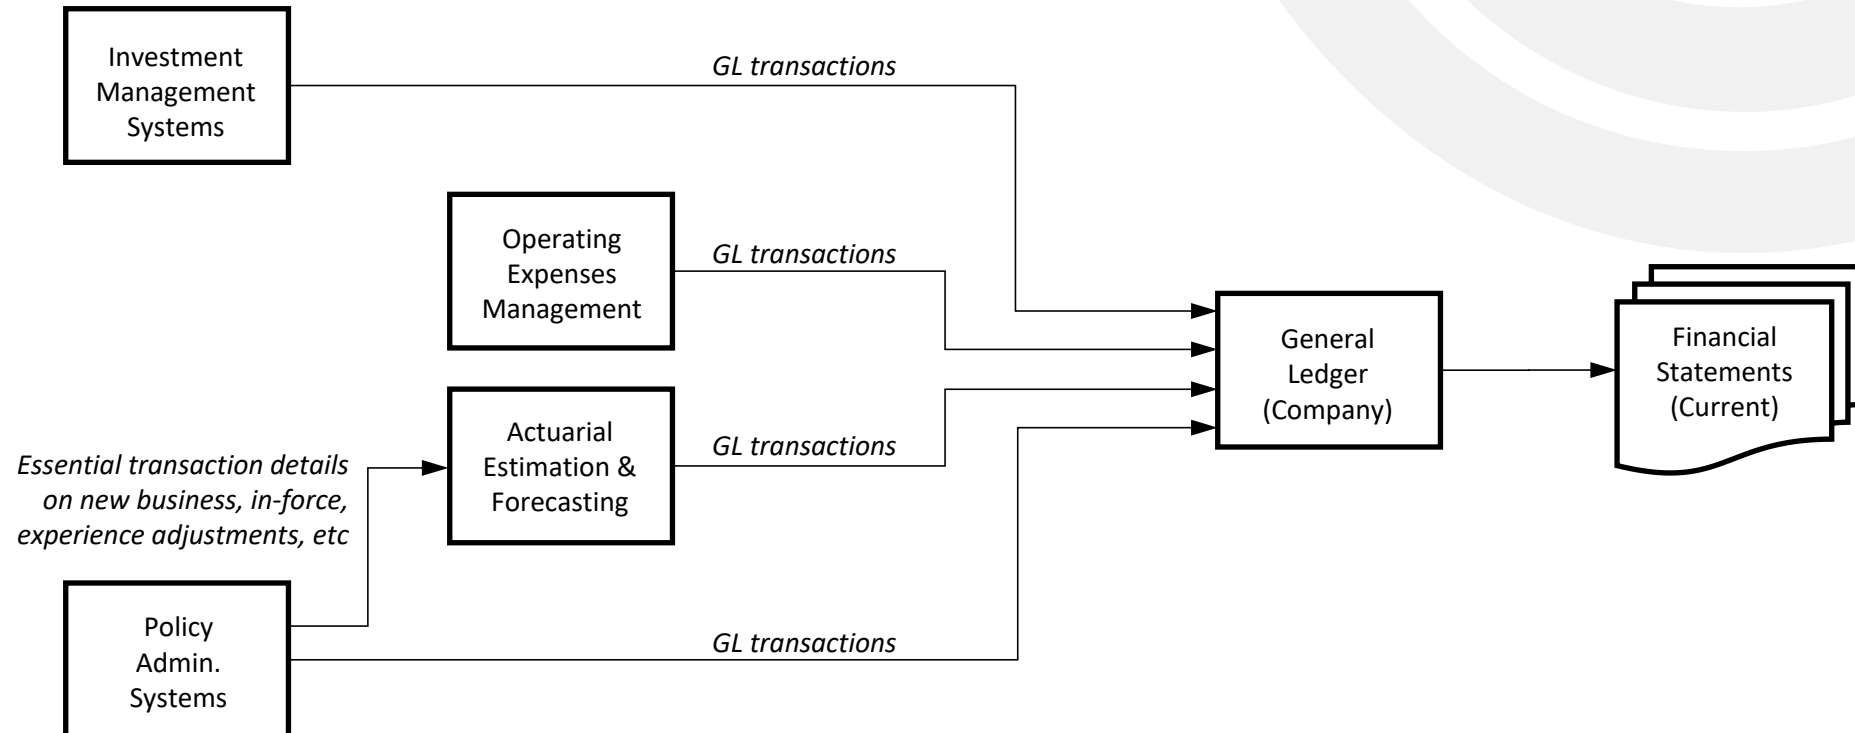 Investment
Management
Systems
GL transactions
Operating
Expenses
Management
GL transactions
General
Ledger
(Company)
Financial
Statements
(Current)
Actuarial
Estimation &
Forecasting
GL transactions
Essential transaction details
on new business, in-force,
experience adjustments, etc
Policy
Admin.
Systems
GL transactions